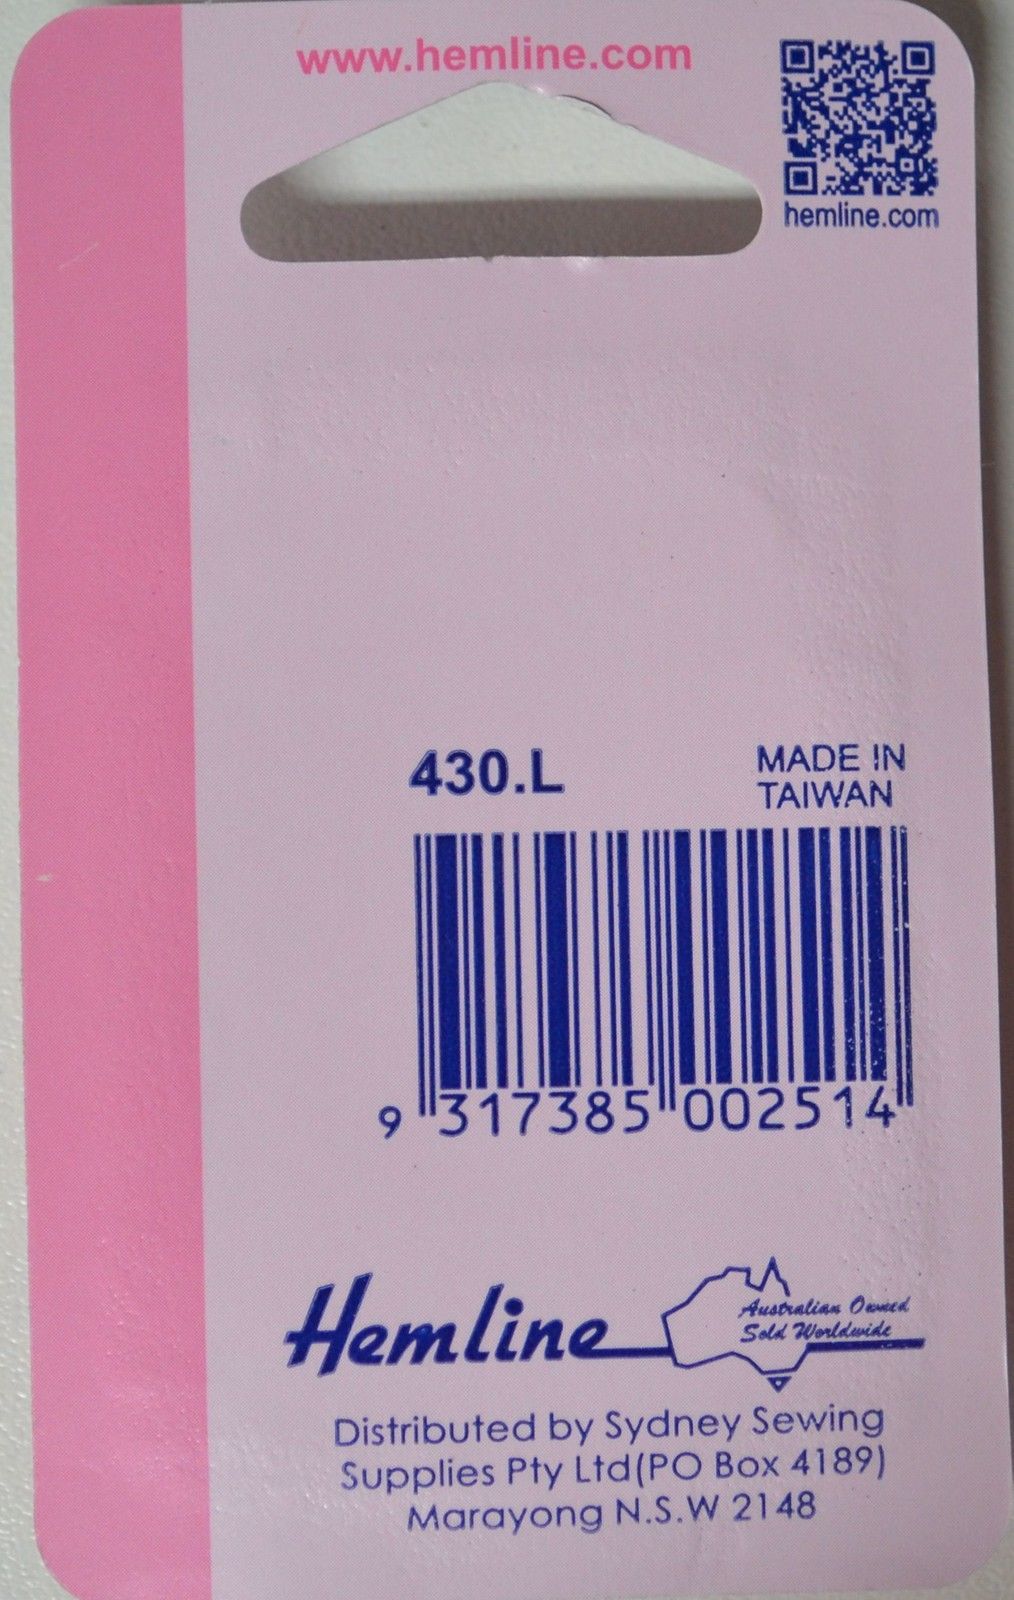 www.hemline.com
hemline.com
430.L
MADE IN
TAIWAN
9 317385 002514
Hemline
Australian Owned
Sold Worldwide
Distributed by Sydney Sewing
Supplies Pty Ltd(PO Box 4189)
Marayong N.S.W 2148